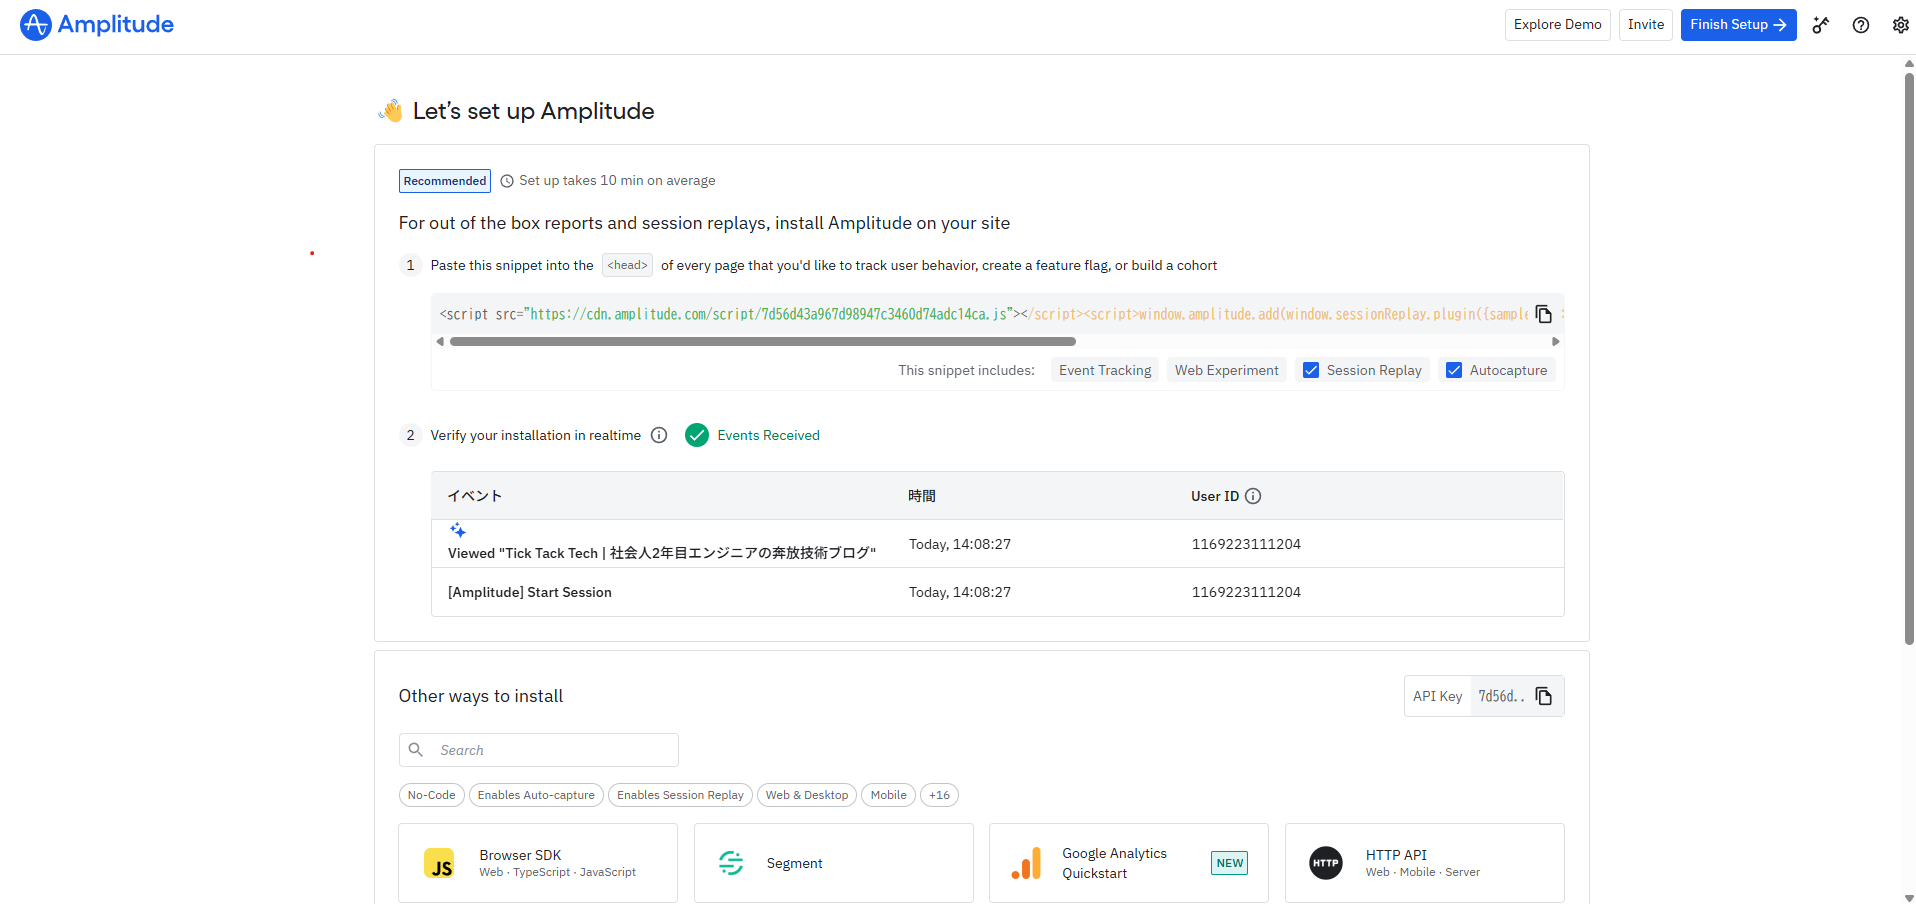 Amplitude
Explore Demo
Invite
Finish Setup →
👋 Let's set up Amplitude
Recommended
Set up takes 10 min on average
For out of the box reports and session replays, install Amplitude on your site
1 Paste this snippet into the <head> of every page that you'd like to track user behavior, create a feature flag, or build a cohort
<script src="https://cdn.amplitude.com/script/7d56d43a967d98947c3460d74adc14ca.js"></script><script>window.amplitude.add(window.sessionReplay.plugin({sample
This snippet includes: Event Tracking Web Experiment Session Replay Autocapture
2 Verify your installation in realtime Events Received
イベント 時間 User ID
Viewed "Tick Tack Tech | 社会人2年目エンジニアの奔放技術ブログ" Today, 14:08:27 1169223111204
[Amplitude] Start Session Today, 14:08:27 1169223111204
Other ways to install
API Key 7d56d..
Search
No-Code Enables Auto-capture Enables Session Replay Web & Desktop Mobile +16
JS
Browser SDK
Web · TypeScript · JavaScript
Segment
Google Analytics
Quickstart
NEW
HTTP
HTTP API
Web · Mobile · Server